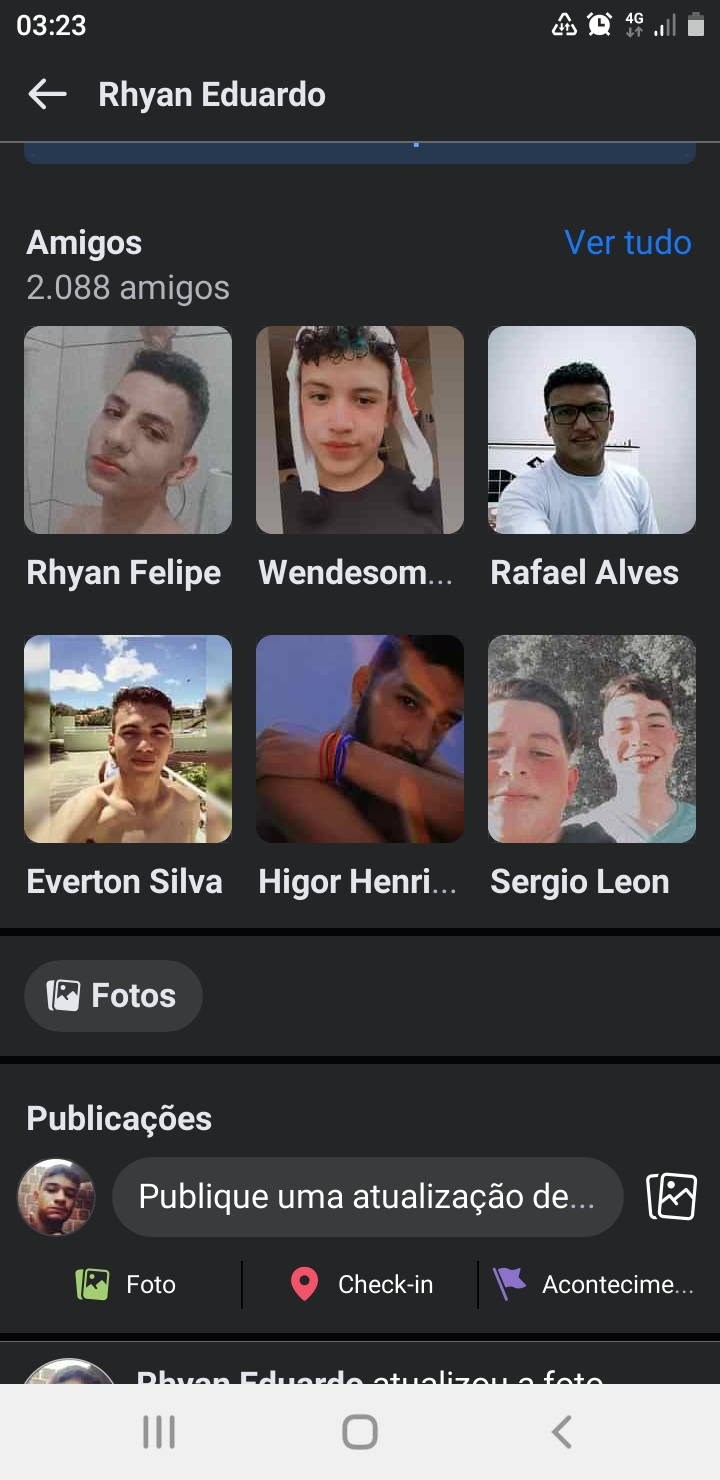 03:23
4G
Rhyan Eduardo
Amigos
Ver tudo
2.088 amigos
Rhyan Felipe
Wendesom...
Rafael Alves
Everton Silva
Higor Henri...
Sergio Leon
Fotos
Publicações
Publique uma atualização de...
Foto
Check-in
Acontecime...
Rhyan Eduardo atualizou a foto